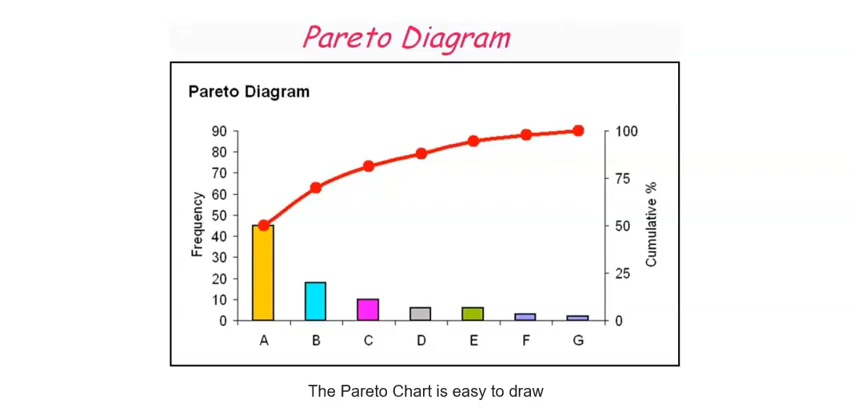 Pareto Diagram
Pareto Diagram
90
80
70
60
50
40
30
20
10
0
Frequency
100
75
50
25
0
Cumulative %
A B C D E F G
The Pareto Chart is easy to draw